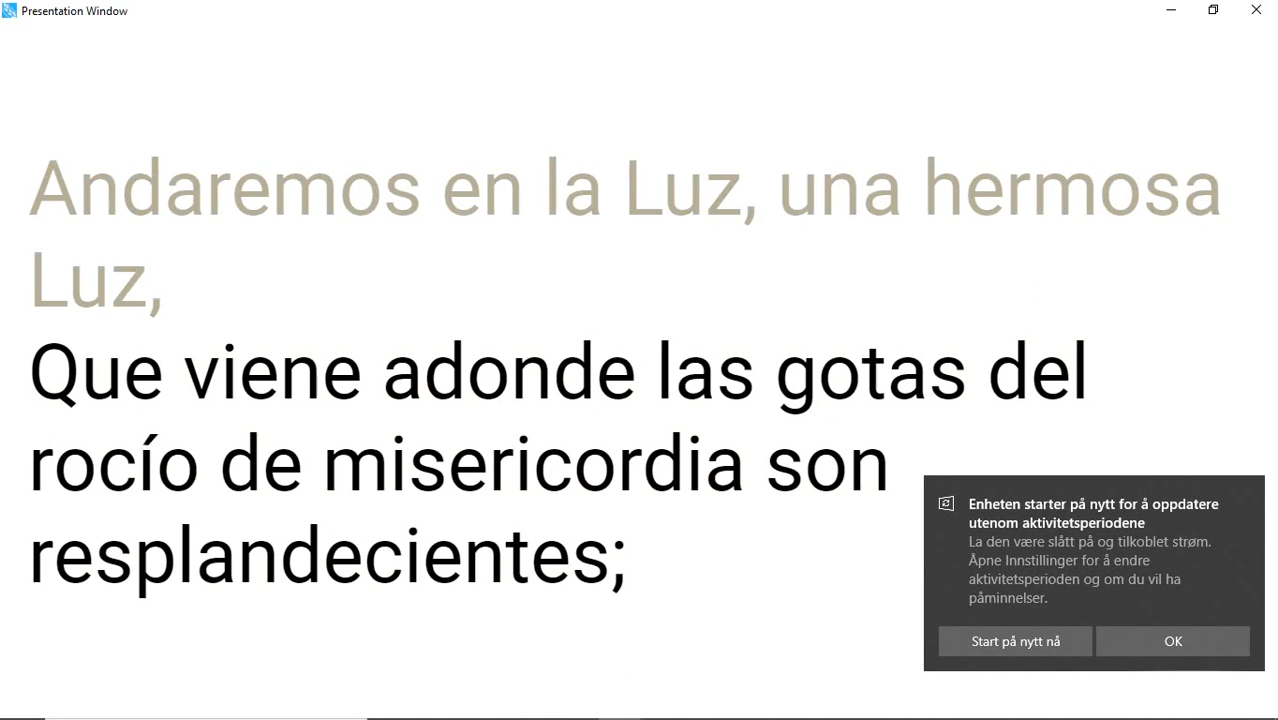 Presentation Window
Andaremos en la Luz, una hermosa
Luz,
Que viene adonde las gotas del
rocío de misericordia son
resplandecientes;
Enheten starter på nytt for å oppdatere
utenom aktivitetsperiodene
La den være slått på og tilkoblet strøm.
Åpne Innstillinger for å endre
aktivitetsperioden og om du vil ha
påminnelser.
Start på nytt nå
OK